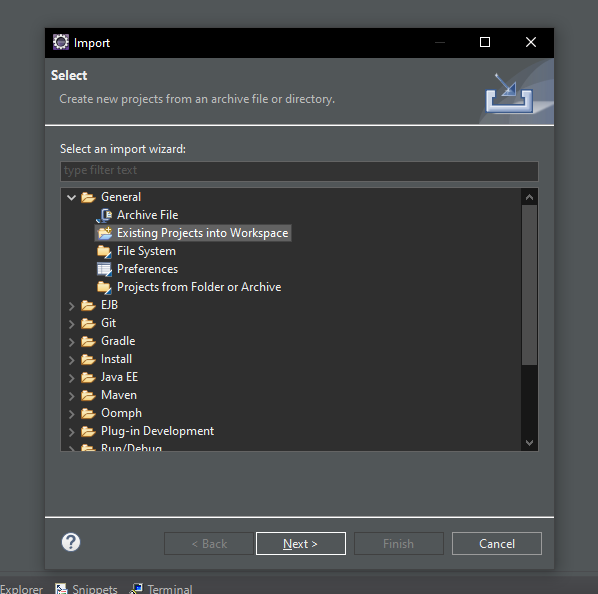 Import
Select
Create new projects from an archive file or directory.
Select an import wizard:
type filter text
General
Archive File
Existing Projects into Workspace
File System
Preferences
Projects from Folder or Archive
EJB
Git
Gradle
Install
Java EE
Maven
Oomph
Plug-in Development
Run/Debug
?
< Back
Next >
Finish
Cancel
Explorer
Snippets
Terminal